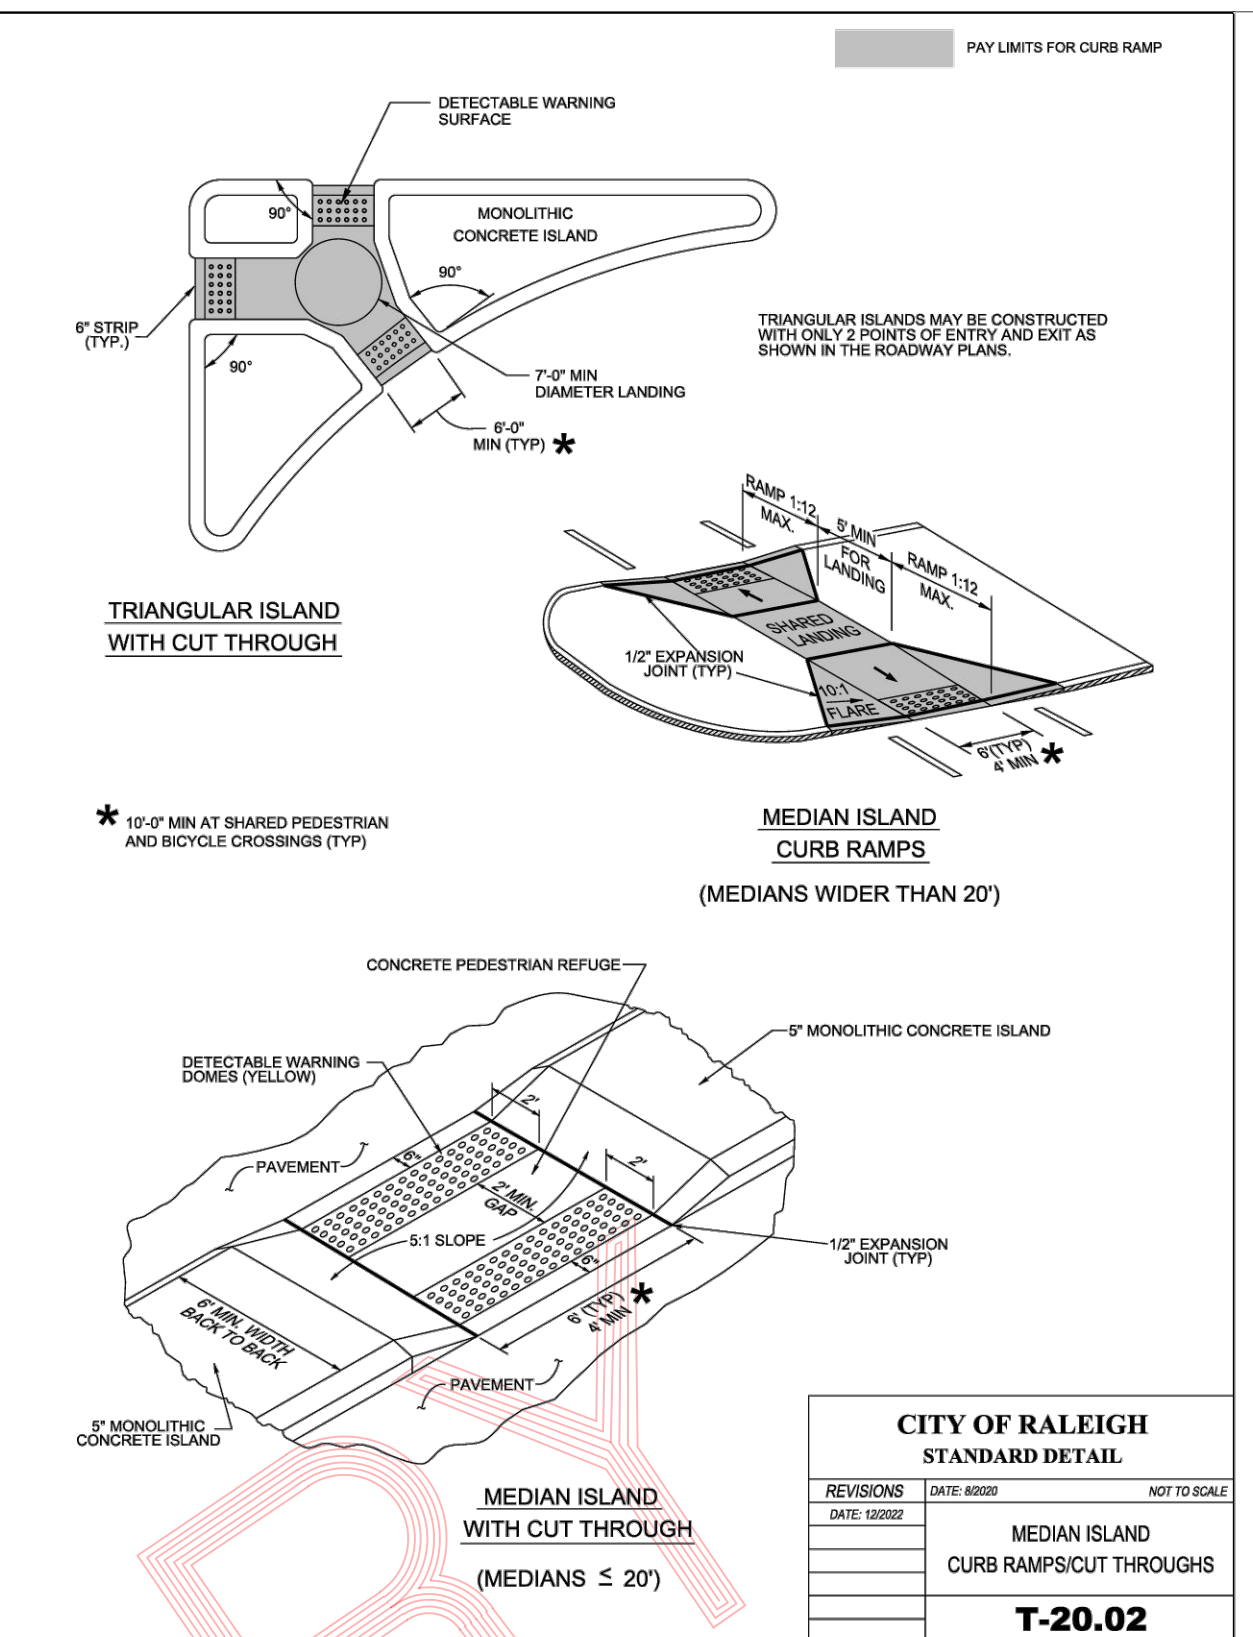 PAY LIMITS FOR CURB RAMP
DETECTABLE WARNING
SURFACE
90°
MONOLITHIC
CONCRETE ISLAND
90°
6" STRIP
(TYP.)
90°
7'-0" MIN
DIAMETER LANDING
6'-0"
MIN (TYP) *
TRIANGULAR ISLANDS MAY BE CONSTRUCTED
WITH ONLY 2 POINTS OF ENTRY AND EXIT AS
SHOWN IN THE ROADWAY PLANS.
TRIANGULAR ISLAND
WITH CUT THROUGH
RAMP 1:12
MAX.
5' MIN
FOR
LANDING
RAMP 1:12
MAX.
SHARED
LANDING
1/2" EXPANSION
JOINT (TYP)
10:1
FLARE
6'(TYP)
4' MIN *
* 10'-0" MIN AT SHARED PEDESTRIAN
AND BICYCLE CROSSINGS (TYP)
MEDIAN ISLAND
CURB RAMPS
(MEDIANS WIDER THAN 20')
CONCRETE PEDESTRIAN REFUGE
5" MONOLITHIC CONCRETE ISLAND
DETECTABLE WARNING
DOMES (YELLOW)
2'
PAVEMENT
6"
2'
2' MIN.
GAP
5:1 SLOPE
1/2" EXPANSION
JOINT (TYP)
6"
6' (TYP)
4' MIN *
6' MIN. WIDTH
BACK TO BACK
PAVEMENT
5" MONOLITHIC
CONCRETE ISLAND
MEDIAN ISLAND
WITH CUT THROUGH
(MEDIANS ≤ 20')
CITY OF RALEIGH
STANDARD DETAIL
REVISIONS
DATE: 8/2020 NOT TO SCALE
DATE: 12/2022
MEDIAN ISLAND
CURB RAMPS/CUT THROUGHS
T-20.02